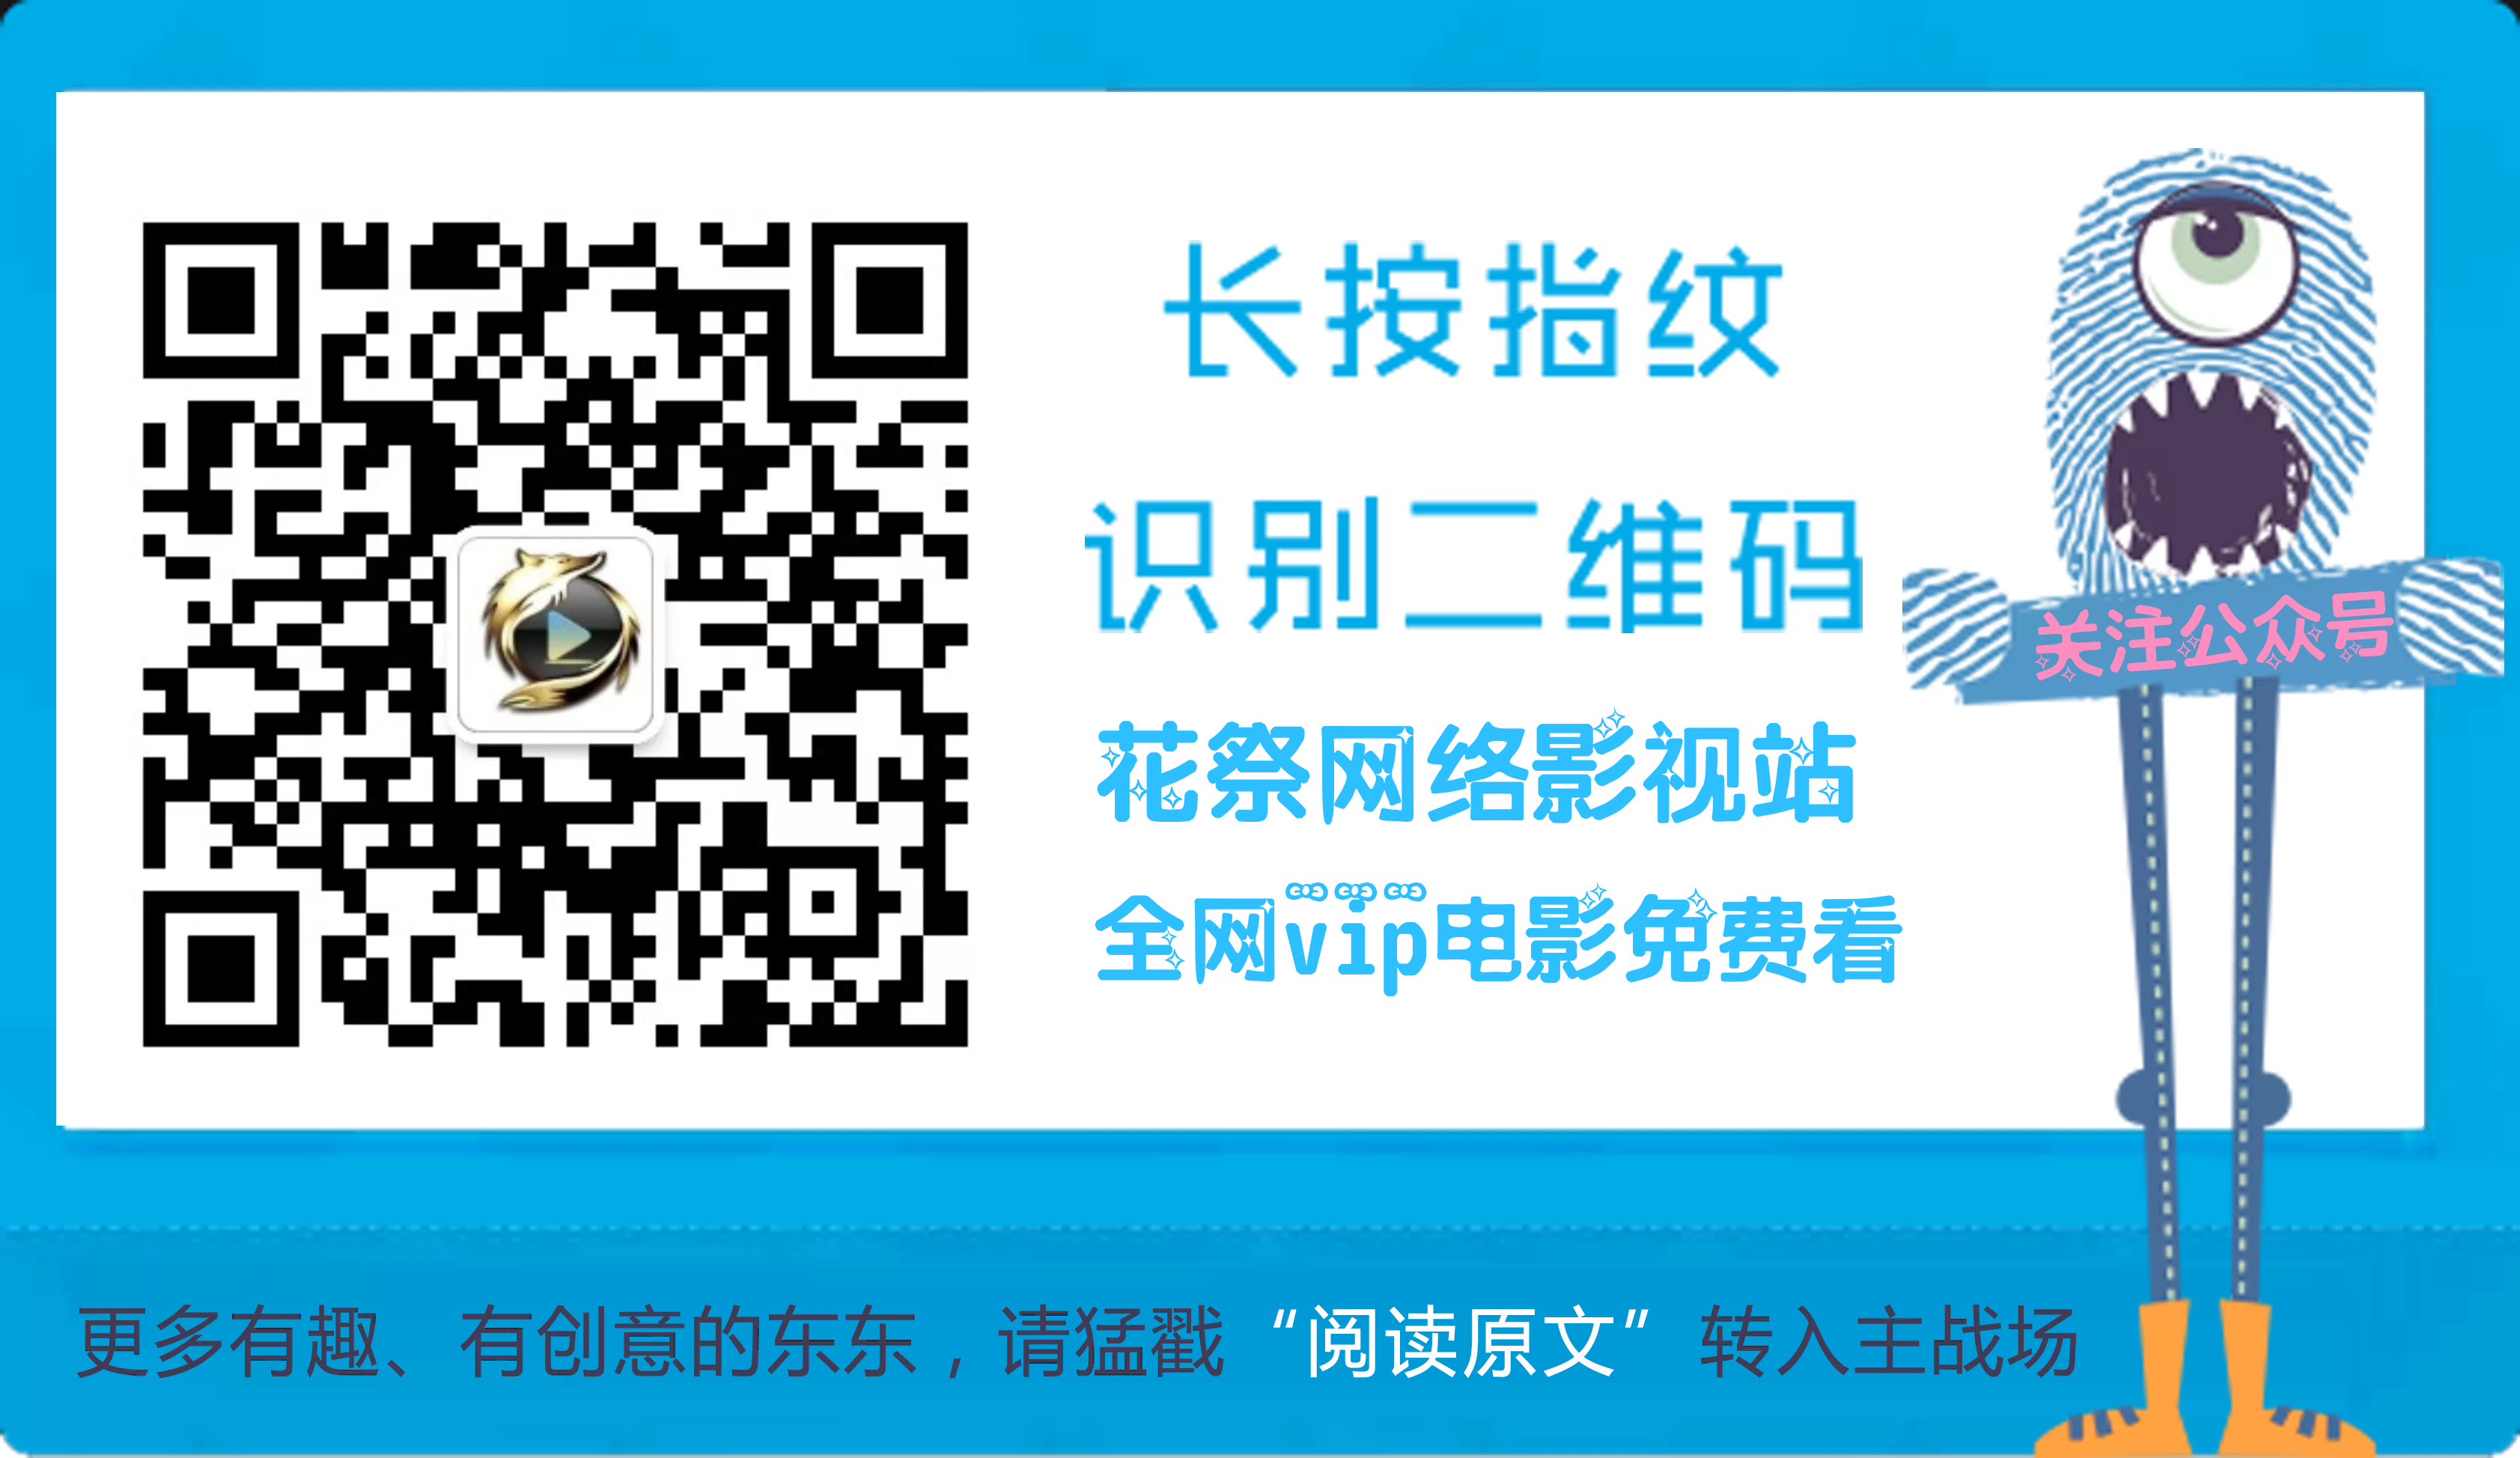 长按指纹
识别二维码
关注公众号
花祭网络影视站
全网vip电影免费看
更多有趣、有创意的东东，请猛戳“阅读原文”转入主战场